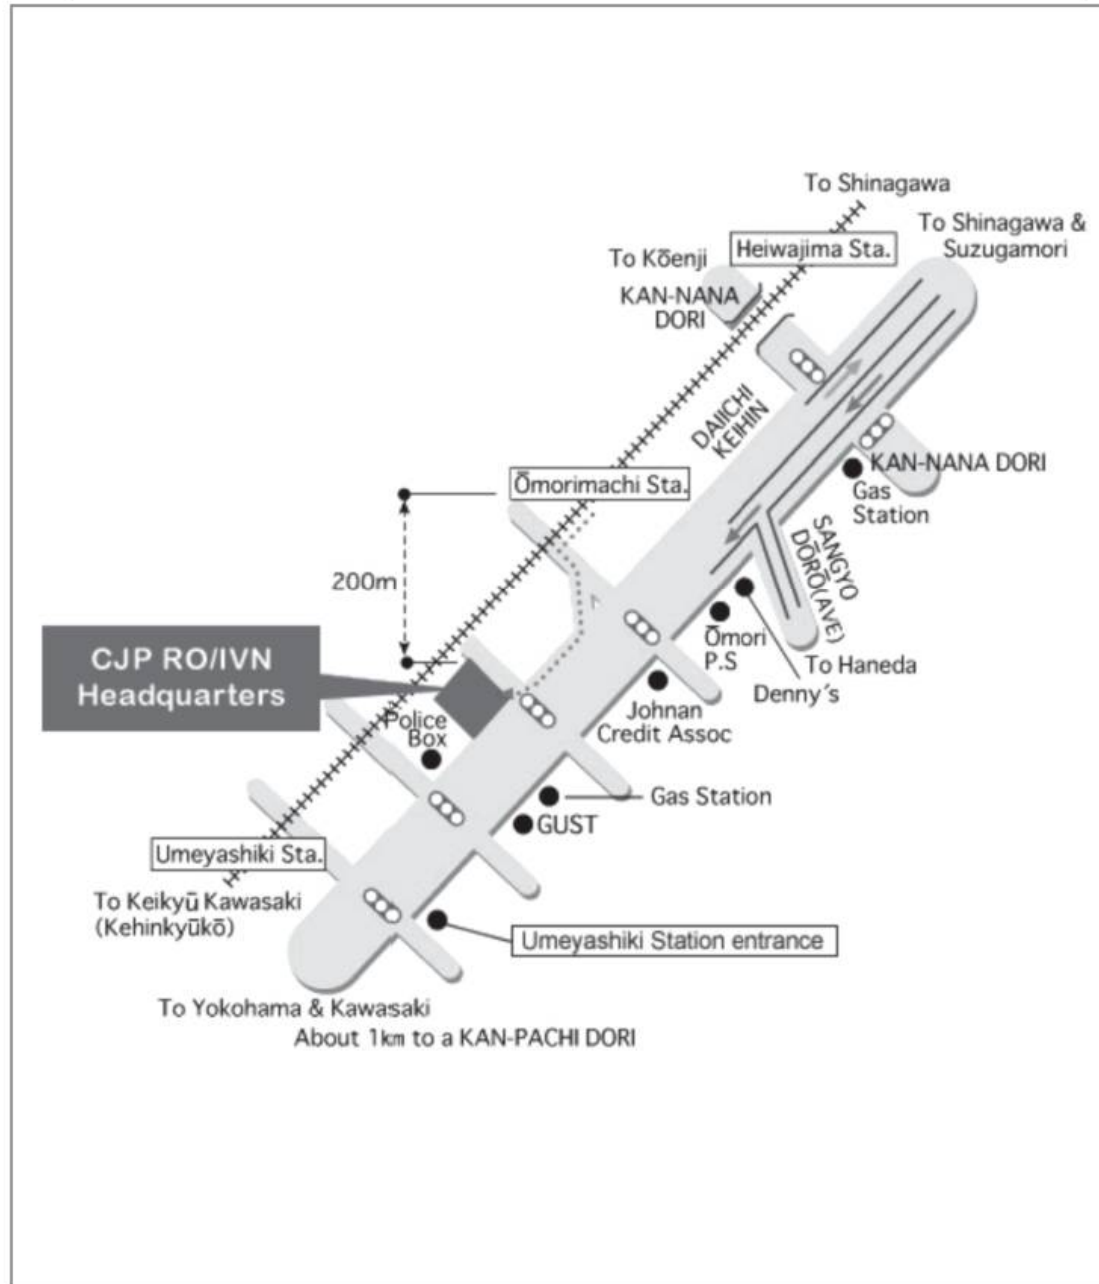 To Shinagawa
To Shinagawa &
Suzugamori
Heiwajima Sta.
To Kōenji
KAN-NANA
DORI
DAIICHI
KEIHIN
KAN-NANA DORI
Gas
Station
Ōmorimachi Sta.
SANGYO
DŌRŌ(AVE)
200m
Ōmori
P.S
To Haneda
Denny's
CJP RO/IVN
Headquarters
Johnan
Credit Assoc
Police
Box
Gas Station
GUST
Umeyashiki Sta.
To Keikyū Kawasaki
(Kehinkyūkō)
Umeyashiki Station entrance
To Yokohama & Kawasaki
About 1km to a KAN-PACHI DORI